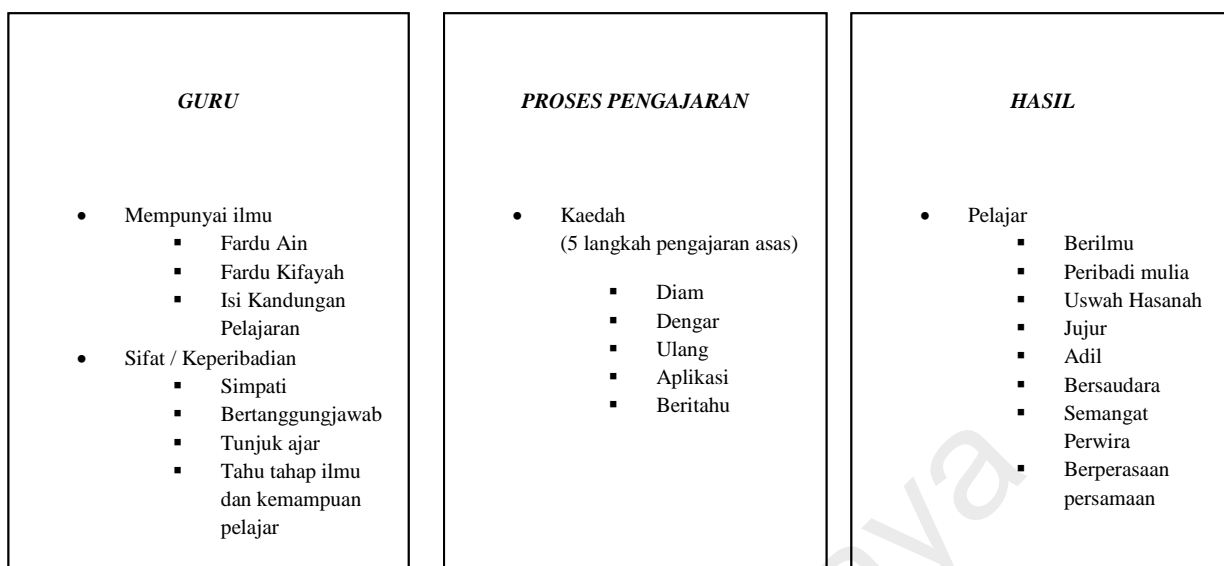 GURU
• Mempunyai ilmu
▪ Fardu Ain
▪ Fardu Kifayah
▪ Isi Kandungan
Pelajaran
• Sifat / Keperibadian
▪ Simpati
▪ Bertanggungjawab
▪ Tunjuk ajar
▪ Tahu tahap ilmu
dan kemampuan
pelajar
PROSES PENGAJARAN
• Kaedah
(5 langkah pengajaran asas)
▪ Diam
▪ Dengar
▪ Ulang
▪ Aplikasi
▪ Beritahu
HASIL
• Pelajar
▪ Berilmu
▪ Peribadi mulia
▪ Uswah Hasanah
▪ Jujur
▪ Adil
▪ Bersaudara
▪ Semangat
Perwira
▪ Berperasaan
persamaan